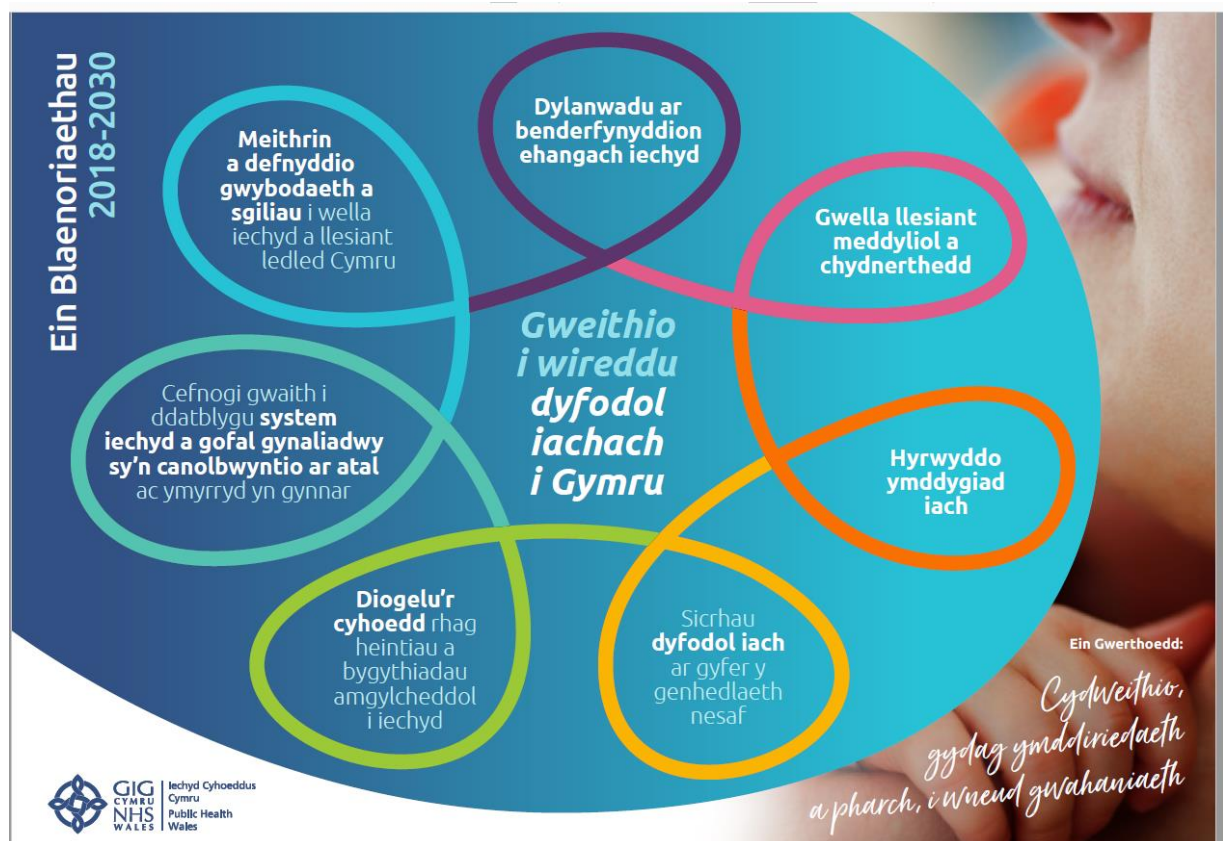 Ein Blaenoriaethau
2018-2030
Dylanwadu ar
benderfynyddion
ehangach iechyd
Gwella llesiant
meddyliol a
chydnerthedd
Hyrwyddo
ymddygiad
iach
Sicrhau
dyfodol iach
ar gyfer y
genhedlaeth
nesaf
Diogelu’r
cyhoedd rhag
heintiau a
bygythiadau
amgylcheddol
i iechyd
Cefnogi gwaith i
ddatblygu system
iechyd a gofal gynaliadwy
sy’n canolbwyntio ar atal
ac ymyrryd yn gynnar
Meithrin
a defnyddio
gwybodaeth a
sgiliau i wella
iechyd a llesiant
ledled Cymru
Gweithio
i wireddu
dyfodol
iachach
i Gymru
Ein Gwerthoedd:
Cydweithio,
gydag ymddiriedaeth
a pharch, i wneud gwahaniaeth
GIG
CYMRU
NHS
WALES
Iechyd Cyhoeddus
Cymru
Public Health
Wales